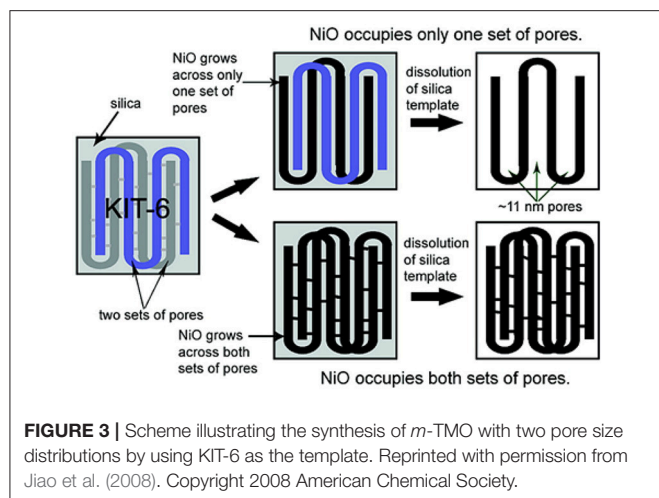 NiO occupies only one set of pores.
NiO grows
across only
one set of
pores
dissolution
of silica
template
silica
KIT-6
~11 nm pores
two sets of pores
dissolution
of silica
template
NiO grows
across both
sets of pores
NiO occupies both sets of pores.
FIGURE 3 | Scheme illustrating the synthesis of m-TMO with two pore size
distributions by using KIT-6 as the template. Reprinted with permission from
Jiao et al. (2008). Copyright 2008 American Chemical Society.